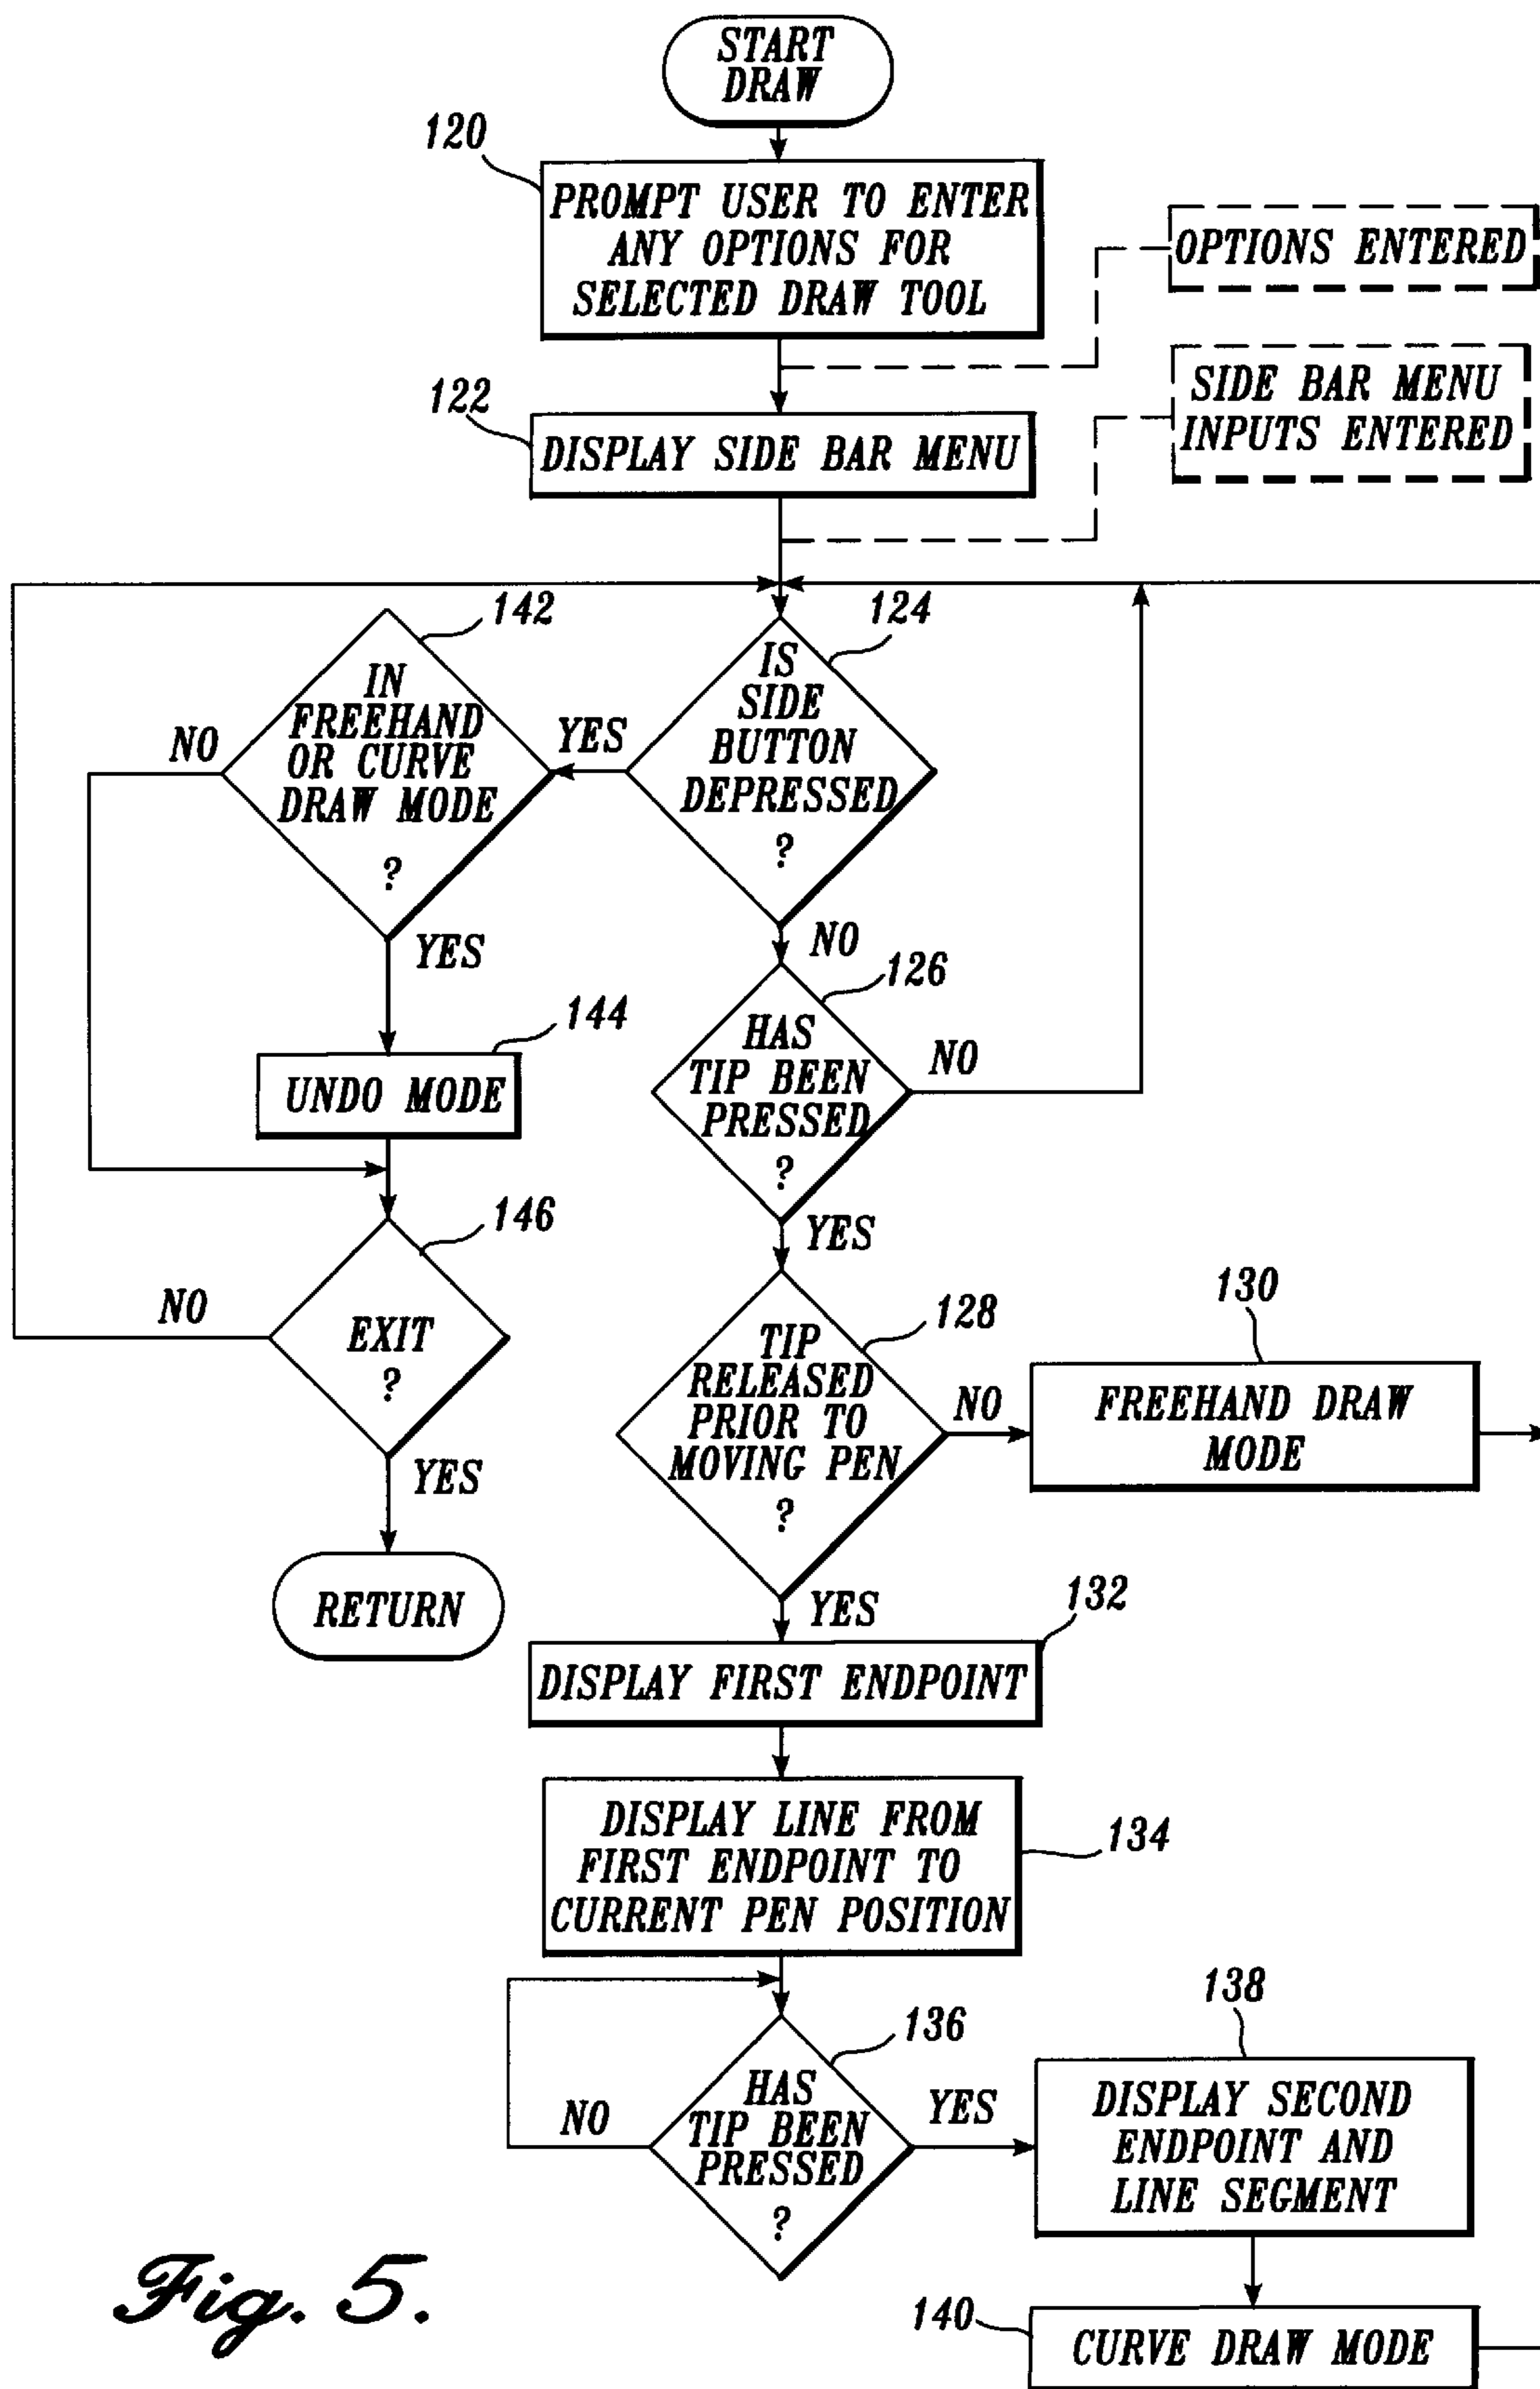 START
DRAW
120
PROMPT USER TO ENTER
ANY OPTIONS FOR
SELECTED DRAW TOOL
OPTIONS ENTERED
122
DISPLAY SIDE BAR MENU
SIDE BAR MENU
INPUTS ENTERED
142
IN
FREEHAND
OR CURVE
DRAW MODE
?
NO
YES
124
IS
SIDE
BUTTON
DEPRESSED
?
YES
NO
126
HAS
TIP BEEN
PRESSED
?
NO
144
UNDO MODE
YES
146
EXIT
?
NO
YES
RETURN
128
TIP
RELEASED
PRIOR TO
MOVING PEN
?
NO
130
FREEHAND DRAW
MODE
YES
132
DISPLAY FIRST ENDPOINT
DISPLAY LINE FROM
FIRST ENDPOINT TO
CURRENT PEN POSITION
134
136
HAS
TIP BEEN
PRESSED
?
NO
YES
138
DISPLAY SECOND
ENDPOINT AND
LINE SEGMENT
140
CURVE DRAW MODE
Fig. 5.